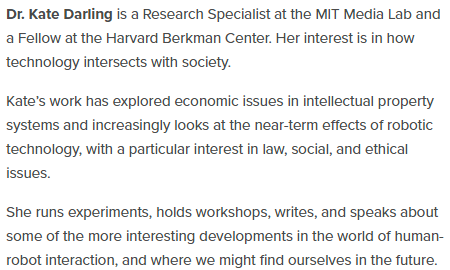 Dr. Kate Darling is a Research Specialist at the MIT Media Lab and
a Fellow at the Harvard Berkman Center. Her interest is in how
technology intersects with society.
Kate's work has explored economic issues in intellectual property
systems and increasingly looks at the near-term effects of robotic
technology, with a particular interest in law, social, and ethical
issues.
She runs experiments, holds workshops, writes, and speaks about
some of the more interesting developments in the world of human-
robot interaction, and where we might find ourselves in the future.